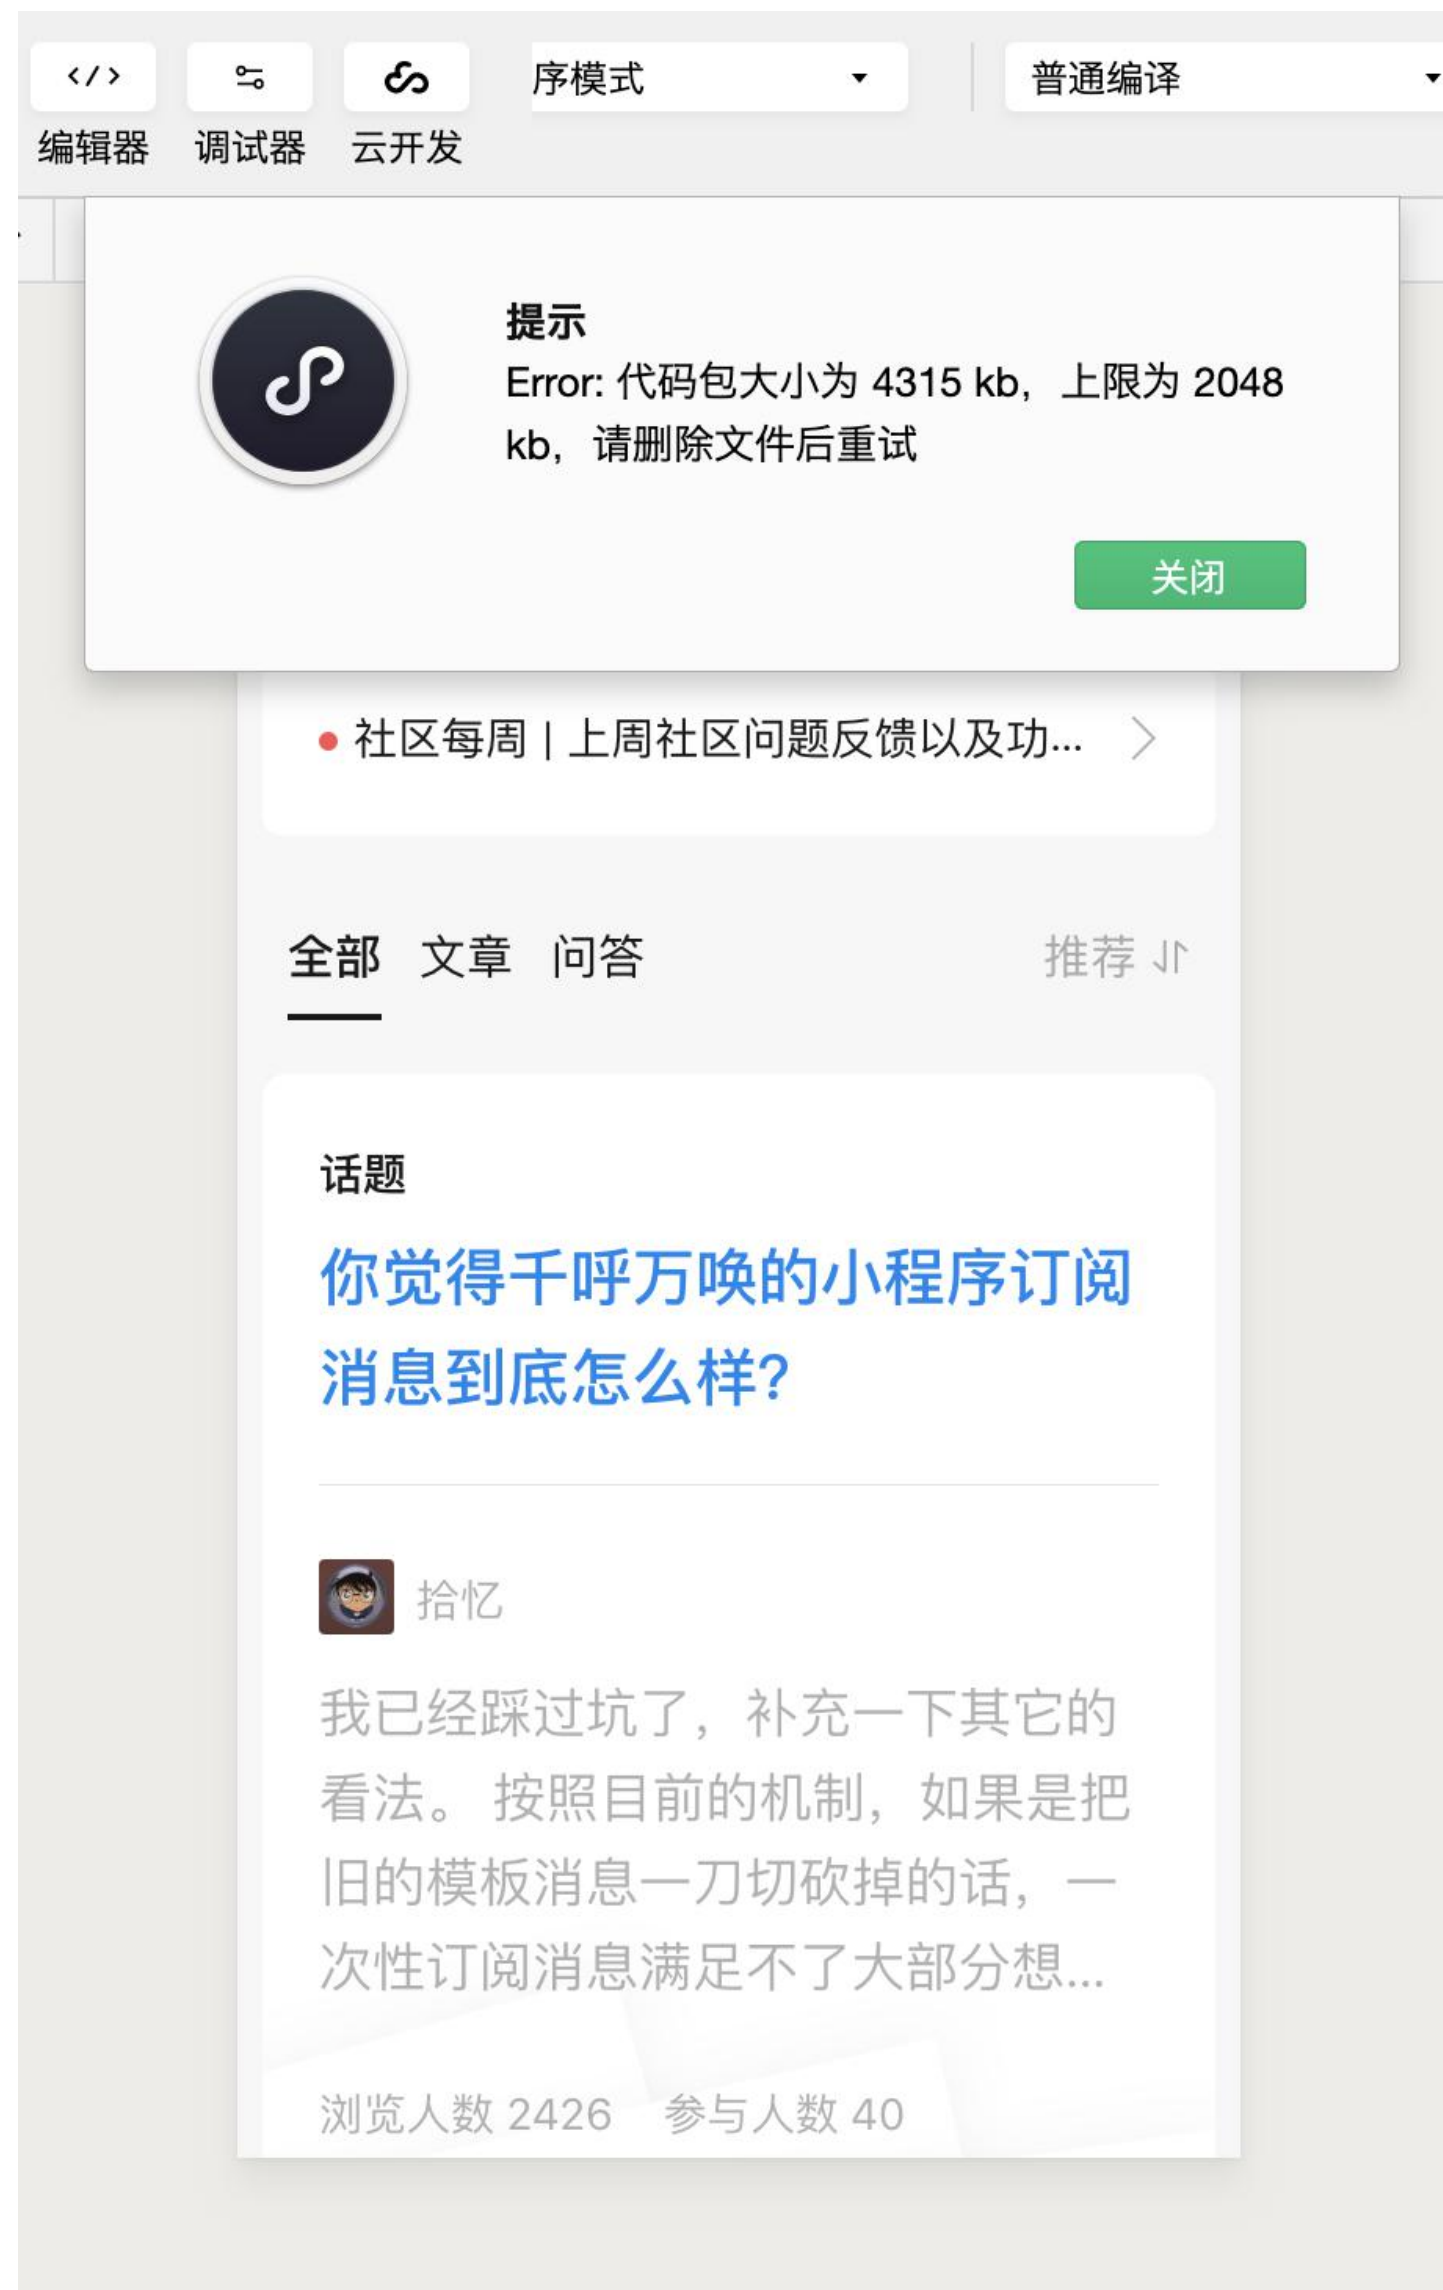 序模式
普通编译
编辑器
调试器
云开发
提示
Error: 代码包大小为 4315 kb，上限为 2048
kb，请删除文件后重试
关闭
社区每周 | 上周社区问题反馈以及功...
全部 文章 问答 推荐
话题
你觉得千呼万唤的小程序订阅
消息到底怎么样?
拾忆
我已经踩过坑了，补充一下其它的
看法。 按照目前的机制，如果是把
旧的模板消息一刀切砍掉的话，一
次性订阅消息满足不了大部分想...
浏览人数 2426 参与人数 40